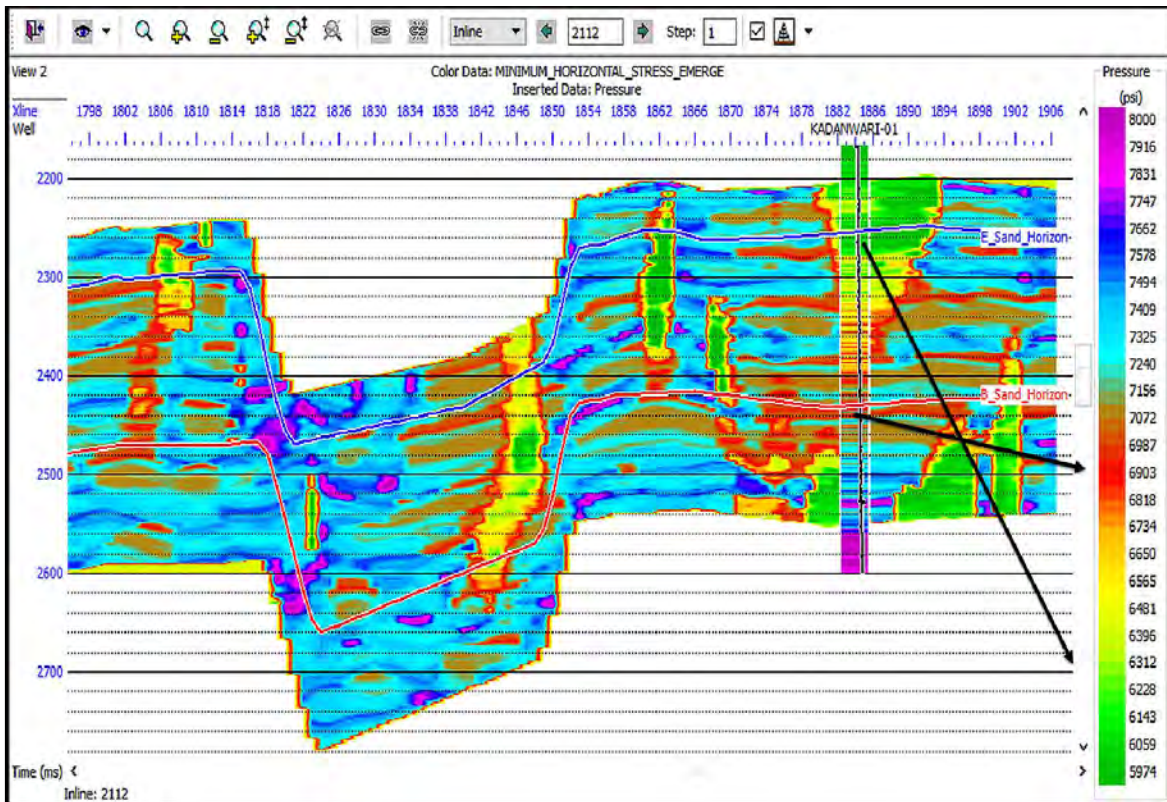 Inline 2112 Step: 1
View 2
Color Data: MINIMUM_HORIZONTAL_STRESS_EMERGE
Inserted Data: Pressure
Xline 1798 1802 1806 1810 1814 1818 1822 1826 1830 1834 1838 1842 1846 1850 1854 1858 1862 1866 1870 1874 1878 1882 1886 1890 1894 1898 1902 1906
Well KADANWARI-01
2200
E_Sand_Horizon
2300
2400
B_Sand_Horizon
2500
2600
2700
Time (ms)
Inline: 2112
Pressure
(psi)
8000
7916
7831
7747
7662
7578
7494
7409
7325
7240
7156
7072
6987
6903
6818
6734
6650
6565
6481
6396
6312
6228
6143
6059
5974